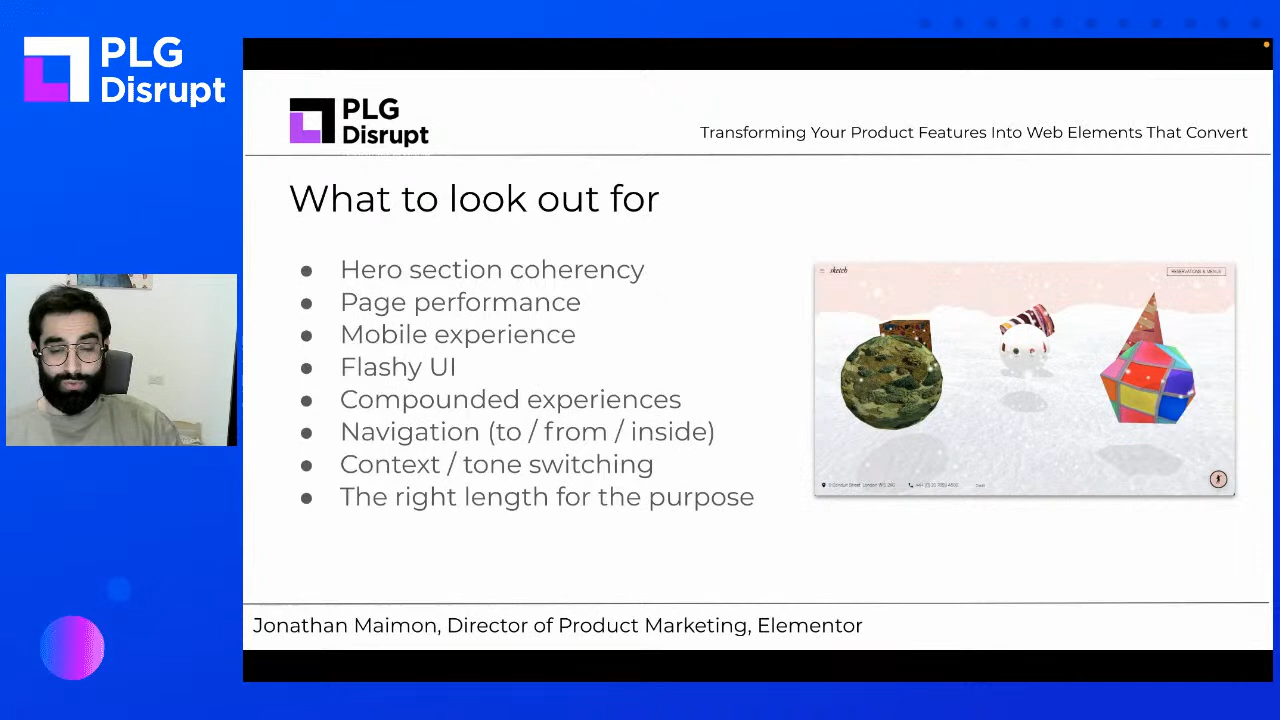 PLG
Disrupt
PLG
Disrupt
Transforming Your Product Features Into Web Elements That Convert
What to look out for
Hero section coherency
Page performance
Mobile experience
Flashy UI
Compounded experiences
Navigation (to / from / inside)
Context / tone switching
The right length for the purpose
sketch
RESERVATIONS & MENUS
Jonathan Maimon, Director of Product Marketing, Elementor